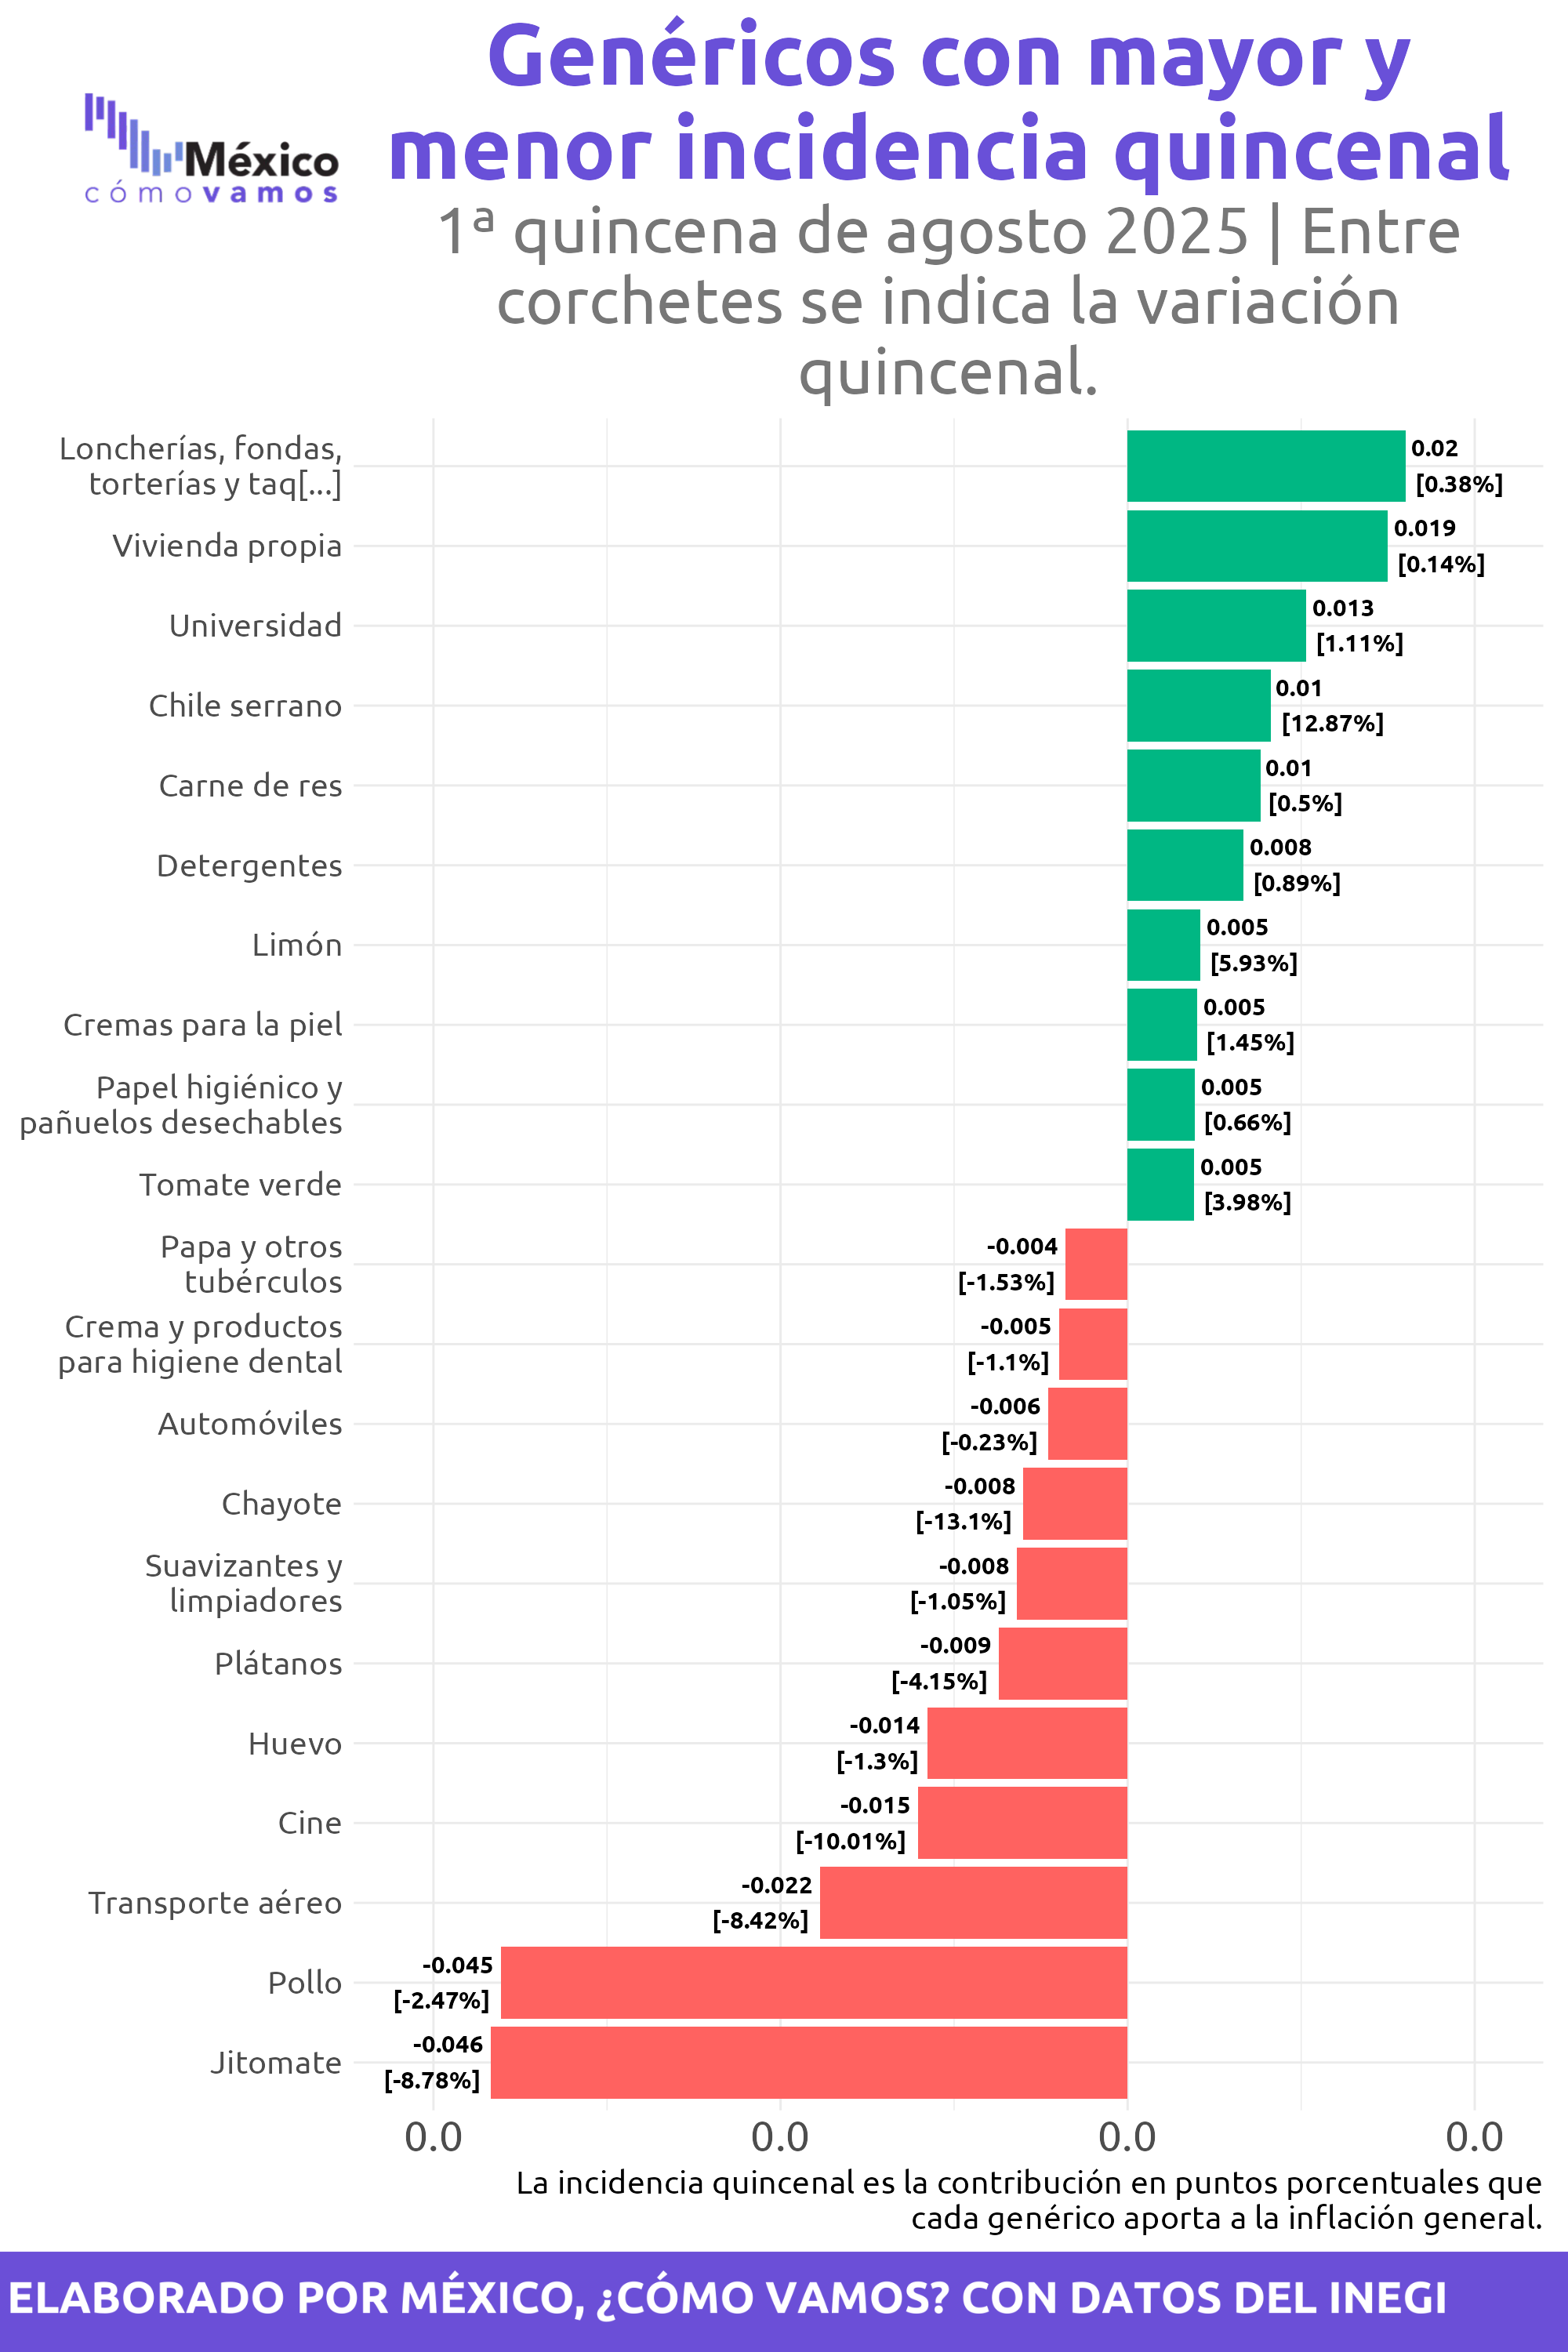 México
cómovamos
Genéricos con mayor y
menor incidencia quincenal
1ª quincena de agosto 2025 | Entre
corchetes se indica la variación
quincenal.
Loncherías, fondas,
torterías y taq[...]
0.02
[0.38%]
Vivienda propia
0.019
[0.14%]
Universidad
0.013
[1.11%]
Chile serrano
0.01
[12.87%]
Carne de res
0.01
[0.5%]
Detergentes
0.008
[0.89%]
Limón
0.005
[5.93%]
Cremas para la piel
0.005
[1.45%]
Papel higiénico y
pañuelos desechables
0.005
[0.66%]
Tomate verde
0.005
[3.98%]
Papa y otros
tubérculos
-0.004
[-1.53%]
Crema y productos
para higiene dental
-0.005
[-1.1%]
Automóviles
-0.006
[-0.23%]
Chayote
-0.008
[-13.1%]
Suavizantes y
limpiadores
-0.008
[-1.05%]
Plátanos
-0.009
[-4.15%]
Huevo
-0.014
[-1.3%]
Cine
-0.015
[-10.01%]
Transporte aéreo
-0.022
[-8.42%]
Pollo
-0.045
[-2.47%]
Jitomate
-0.046
[-8.78%]
0.0 0.0 0.0 0.0
La incidencia quincenal es la contribución en puntos porcentuales que
cada genérico aporta a la inflación general.
ELABORADO POR MÉXICO, ¿CÓMO VAMOS? CON DATOS DEL INEGI